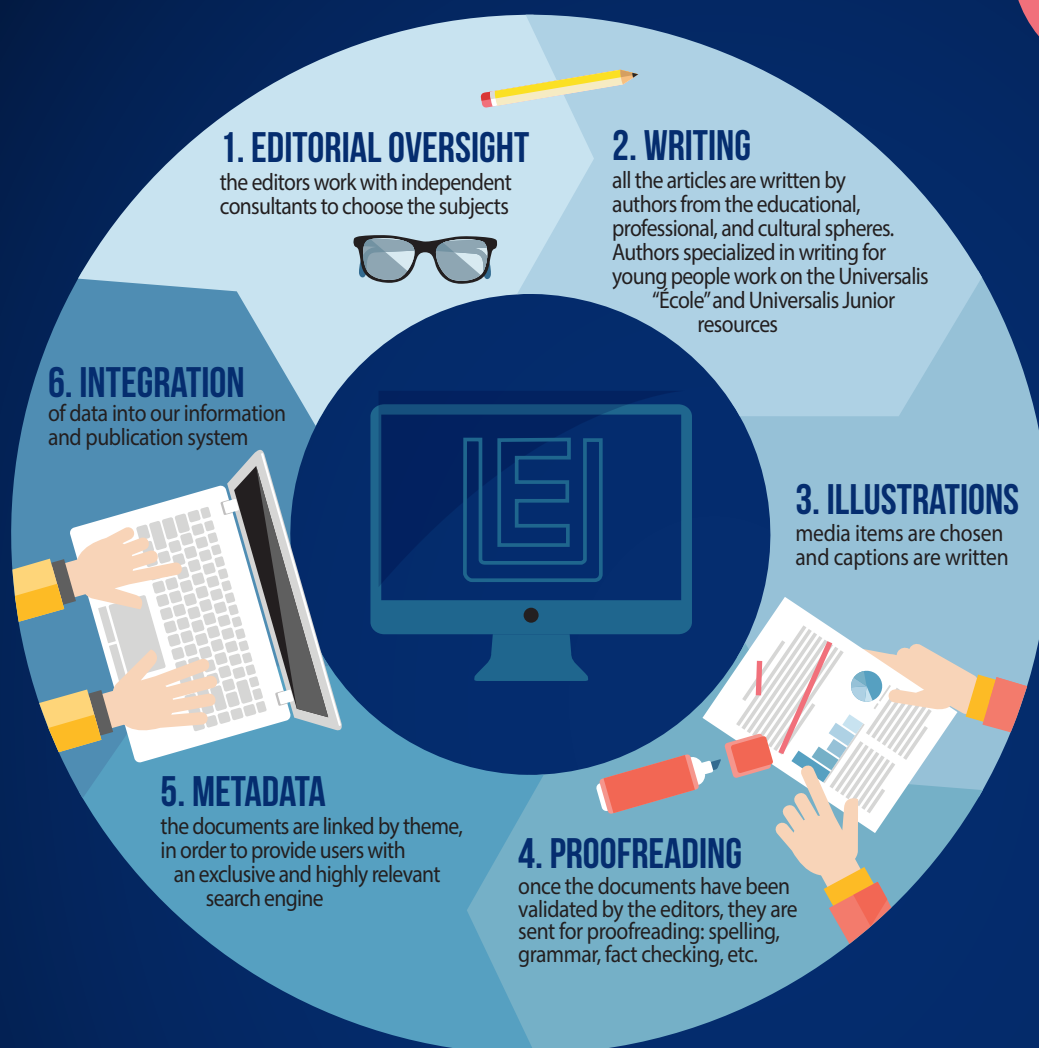 1. EDITORIAL OVERSIGHT
the editors work with independent
consultants to choose the subjects
2. WRITING
all the articles are written by
authors from the educational,
professional, and cultural spheres.
Authors specialized in writing for
young people work on the Universalis
“École” and Universalis Junior
resources
3. ILLUSTRATIONS
media items are chosen
and captions are written
4. PROOFREADING
once the documents have been
validated by the editors, they are
sent for proofreading: spelling,
grammar, fact checking, etc.
5. METADATA
the documents are linked by theme,
in order to provide users with
an exclusive and highly relevant
search engine
6. INTEGRATION
of data into our information
and publication system